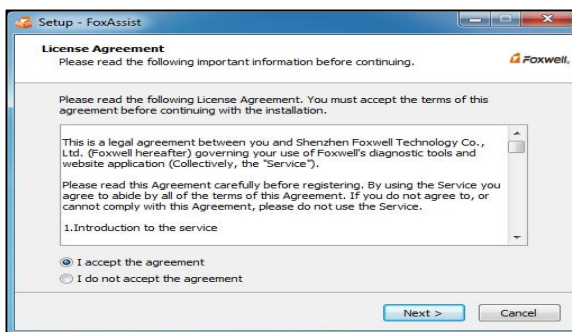 Setup - FoxAssist
License Agreement
Please read the following important information before continuing.
Foxwell
Please read the following License Agreement. You must accept the terms of this
agreement before continuing with the installation.
This is a legal agreement between you and Shenzhen Foxwell Technology Co.,
Ltd. (Foxwell hereafter) governing your use of Foxwell's diagnostic tools and
website application (Collectively, the "Service").
Please read this Agreement carefully before registering. By using the Service you
agree to abide by all of the terms of this Agreement. If you do not agree to, or
cannot comply with this Agreement, please do not use the Service.
1.Introduction to the service
I accept the agreement
I do not accept the agreement
Next >
Cancel